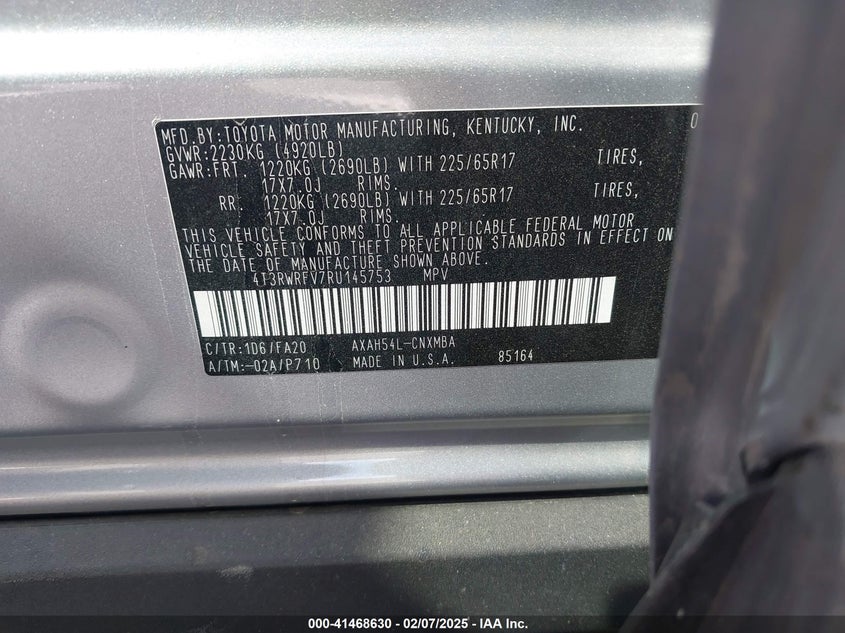 MFD.BY:TOYOTA MOTOR MANUFACTURING, KENTUCKY, INC. 0
GVWR:2230KG (4920LB)
GAWR:FRT. 1220KG (2690LB) WITH 225/65R17 TIRES,
17X7.0J RIMS.
RR. 1220KG (2690LB) WITH 225/65R17 TIRES,
17X7.0J RIMS.
THIS VEHICLE CONFORMS TO ALL APPLICABLE FEDERAL MOTOR
VEHICLE SAFETY AND THEFT PREVENTION STANDARDS IN EFFECT ON
THE DATE OF MANUFACTURE SHOWN ABOVE.
4T3RWRFV7RU145753 MPV
C/TR:1D6/FA20 AXAH54L-CNXMBA
A/TM:-02A/P710 MADE IN U.S.A. 85164
000-41468630 - 02/07/2025 - IAA Inc.